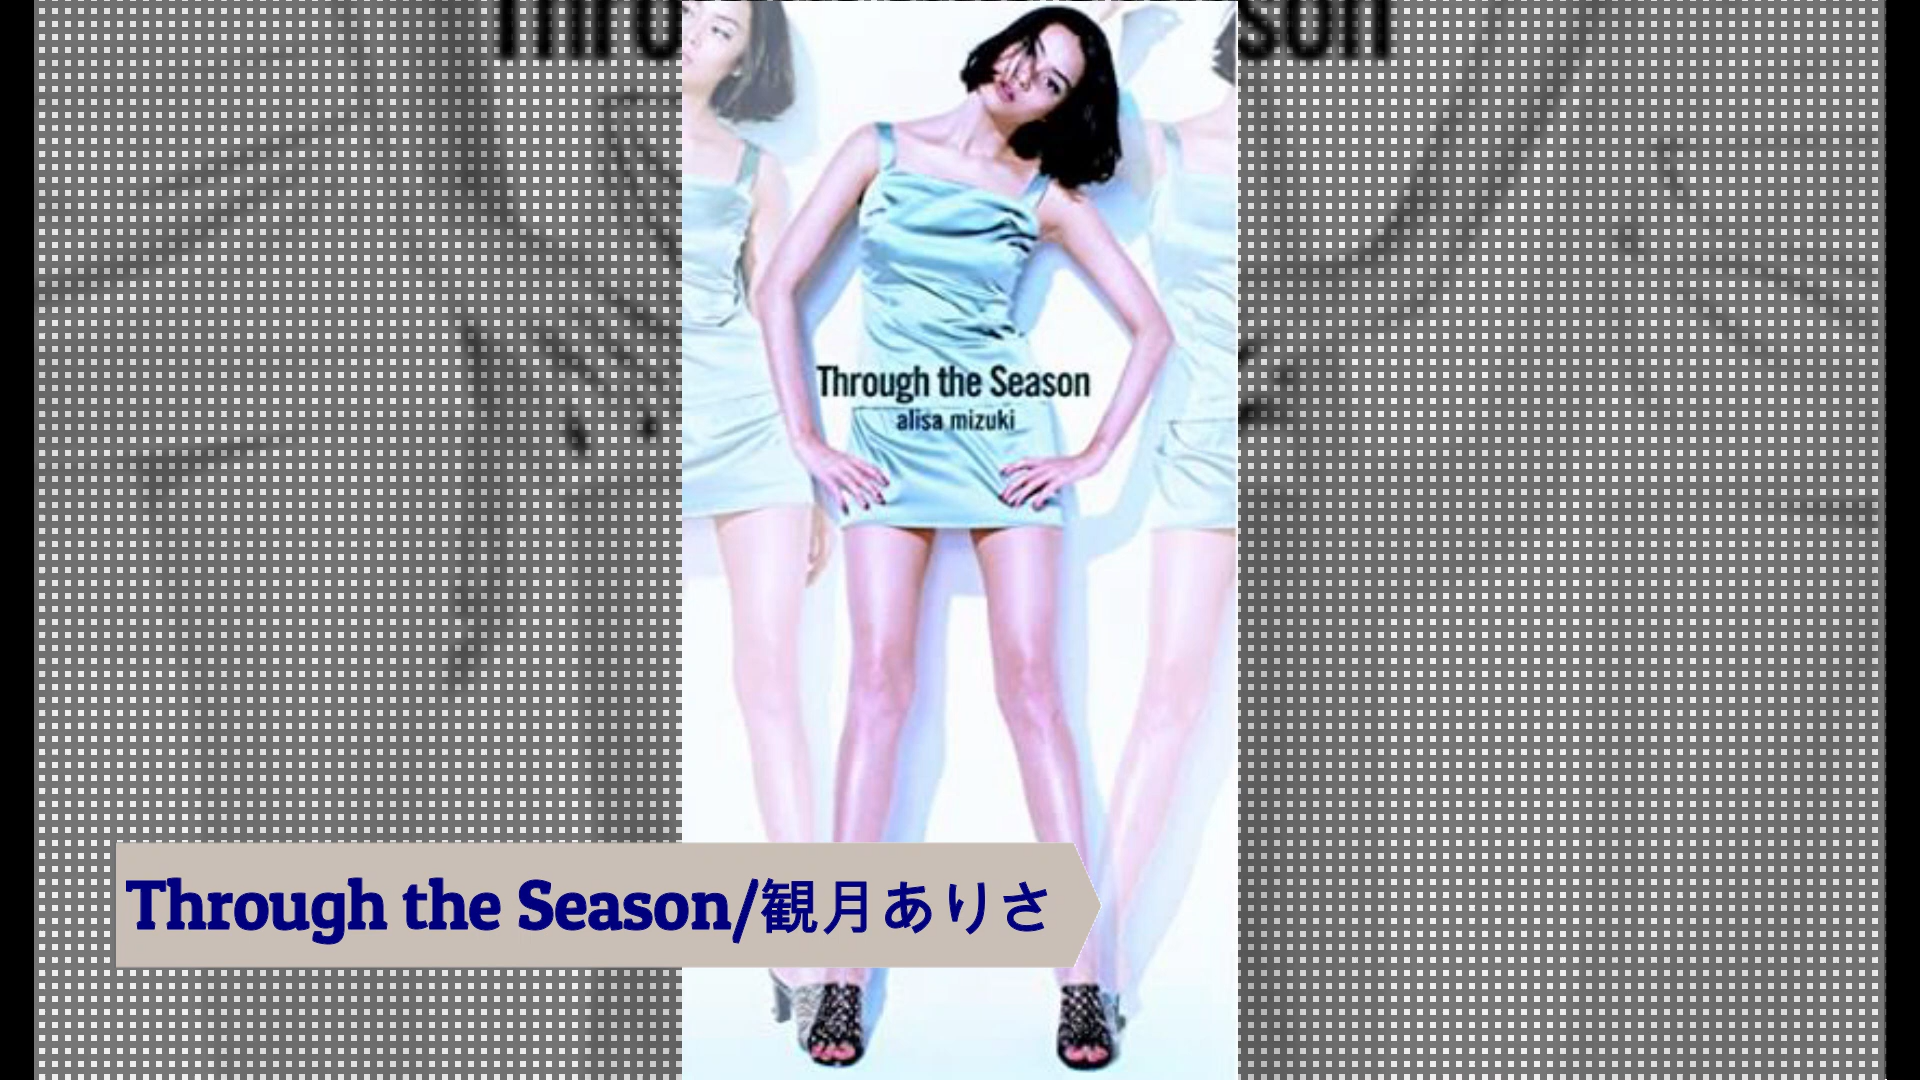 Through the Season
alisa mizuki
Through the Season/観月ありさ